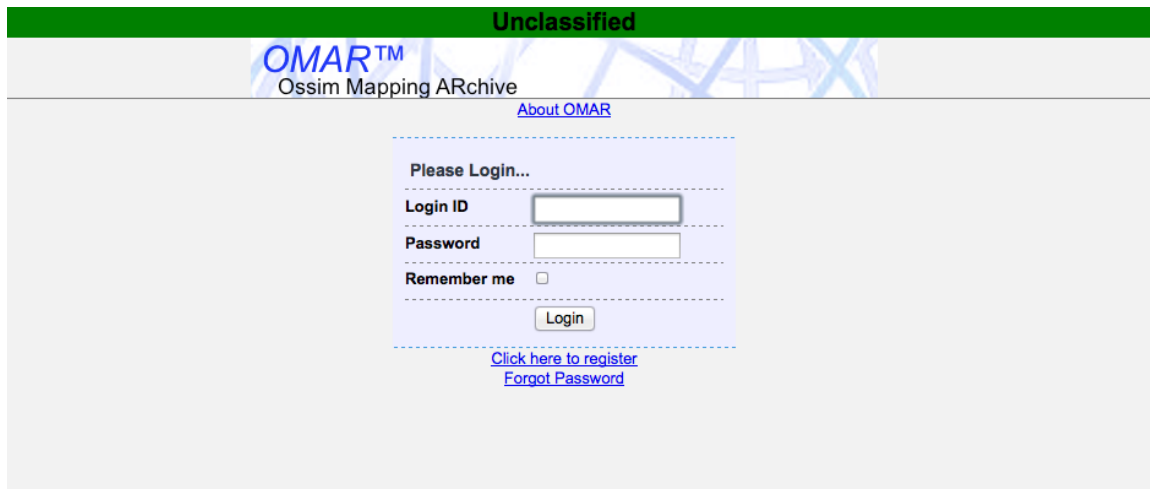 Unclassified
OMAR™
Ossim Mapping ARchive
About OMAR
Please Login...
Login ID
Password
Remember me
Login
Click here to register
Forgot Password